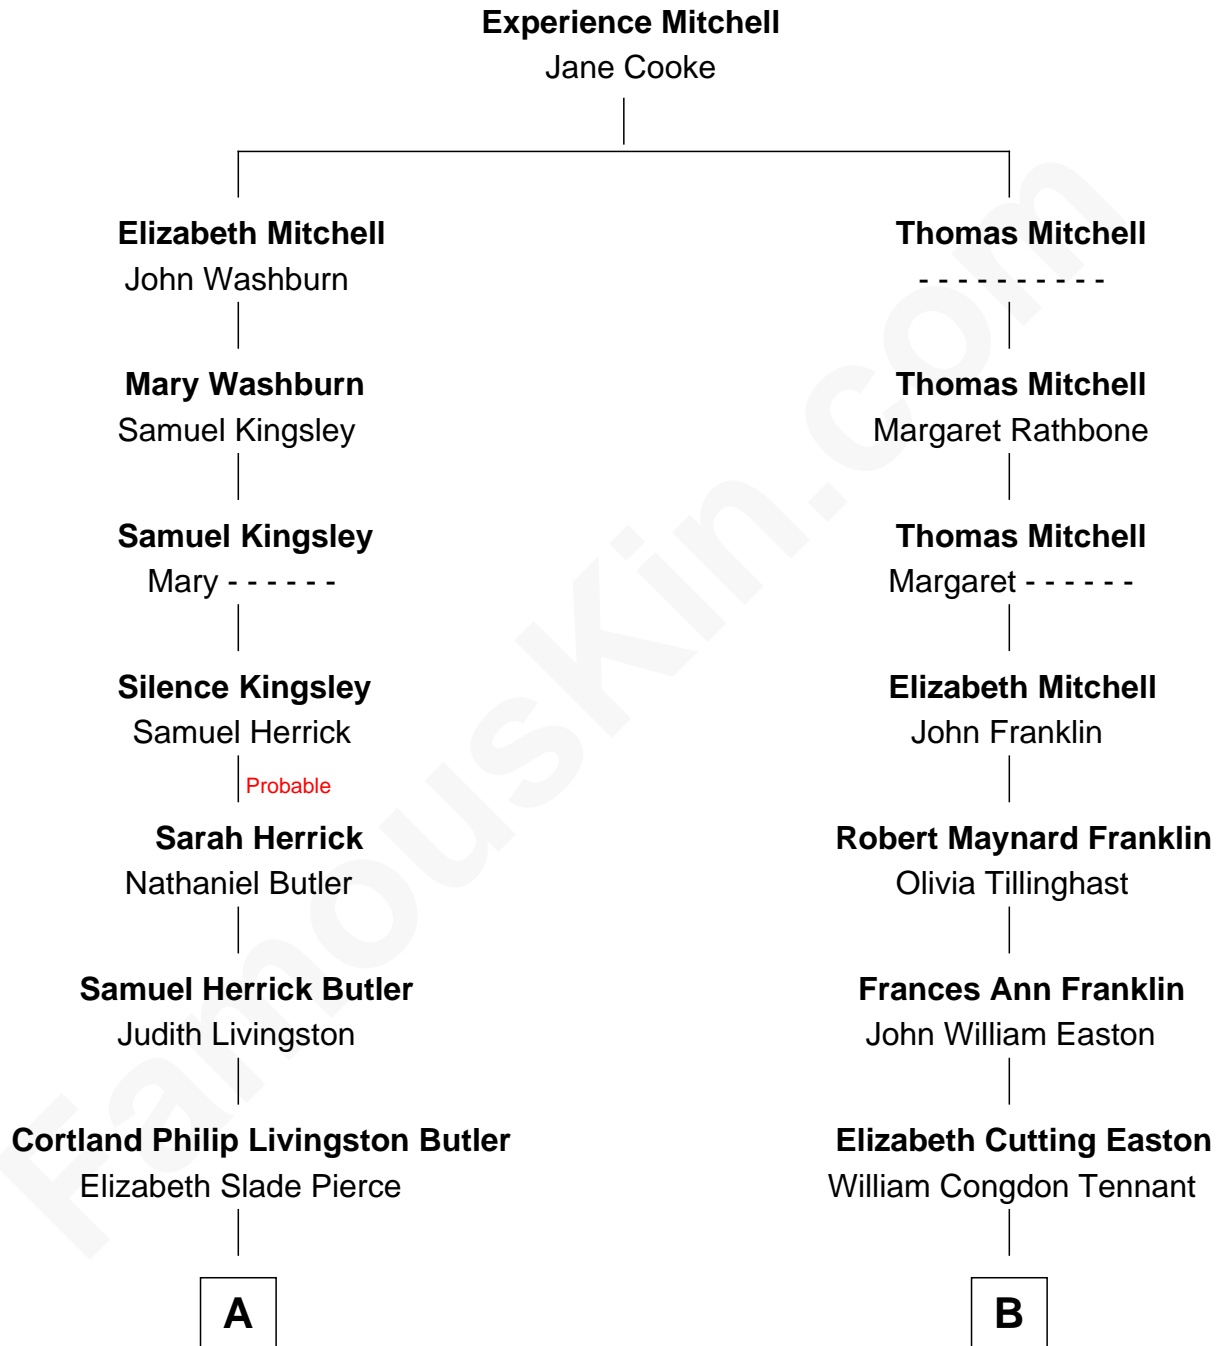 Experience Mitchell
Jane Cooke
Elizabeth Mitchell
John Washburn
Mary Washburn
Samuel Kingsley
Samuel Kingsley
Mary - - - - - -
Silence Kingsley
Samuel Herrick
Probable
Sarah Herrick
Nathaniel Butler
Samuel Herrick Butler
Judith Livingston
Cortland Philip Livingston Butler
Elizabeth Slade Pierce
A
Thomas Mitchell
- - - - - - - - - -
Thomas Mitchell
Margaret Rathbone
Thomas Mitchell
Margaret - - - - - -
Elizabeth Mitchell
John Franklin
Robert Maynard Franklin
Olivia Tillinghast
Frances Ann Franklin
John William Easton
Elizabeth Cutting Easton
William Congdon Tennant
B
FamousKin.com